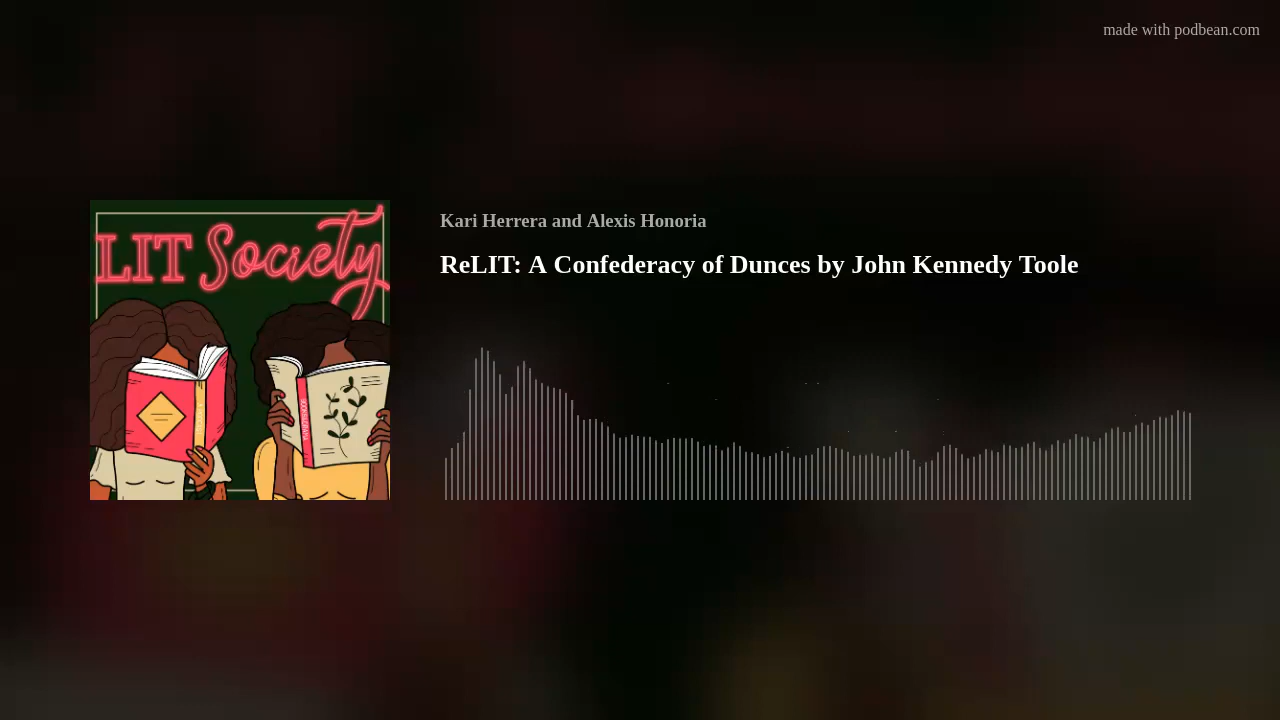 made with podbean.com
LIT Society
Kari Herrera and Alexis Honoria
ReLIT: A Confederacy of Dunces by John Kennedy Toole